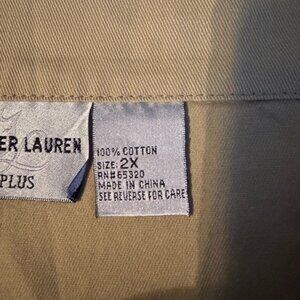 ER LAUREN
PLUS
100% COTTON
SIZE: 2X
RN#65320
MADE IN CHINA
SEE REVERSE FOR CARE